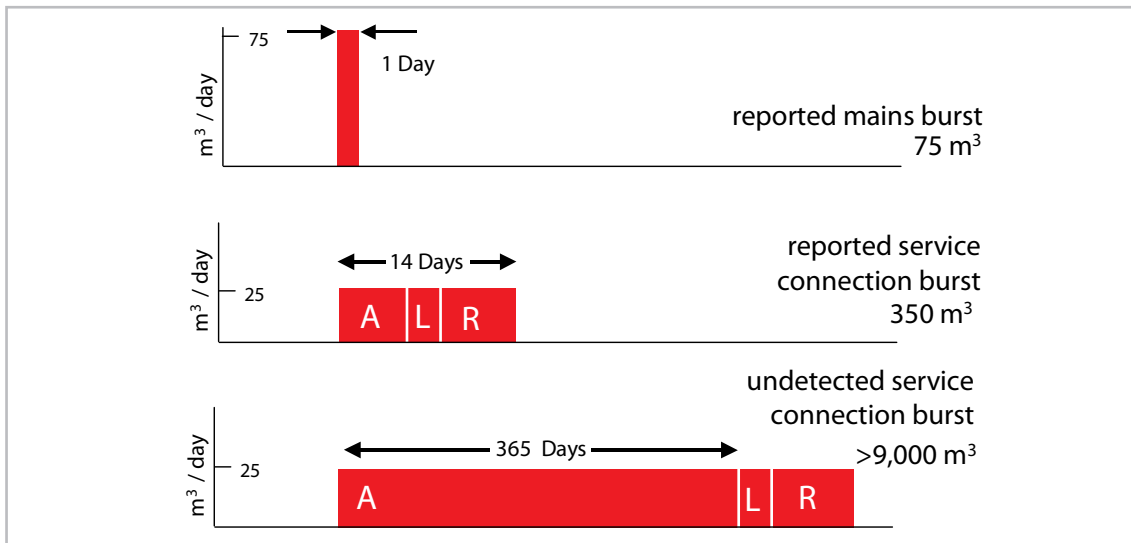 75
1 Day
m³ / day
reported mains burst
75 m³
14 Days
reported service
connection burst
350 m³
25
m³ / day
A L R
undetected service
connection burst
>9,000 m³
365 Days
25
m³ / day
A L R